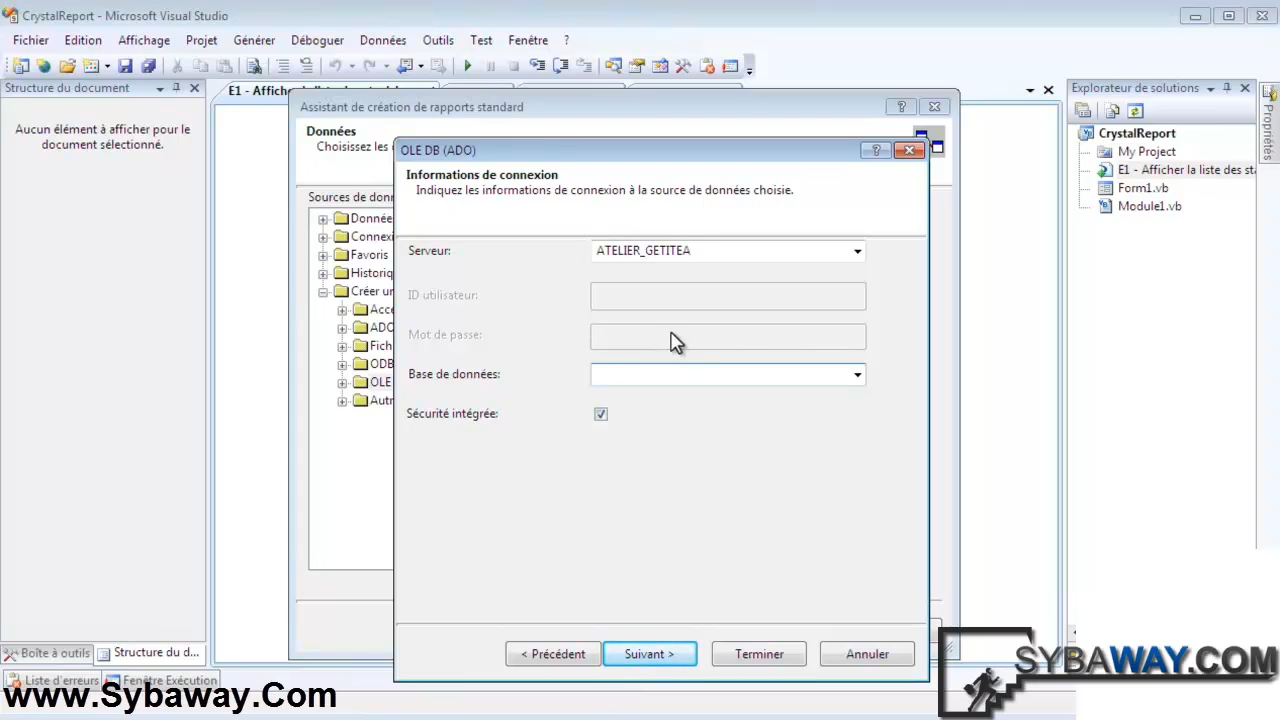 CrystalReport - Microsoft Visual Studio
Fichier Edition Affichage Projet Générer Déboguer Données Outils Test Fenêtre ?
Structure du document
Aucun élément à afficher pour le
document sélectionné.
E1 - Affiche
Assistant de création de rapports standard
Données
Choisissez les
Sources de don
Donnée
Connexi
Favoris
Historiq
Créer un
Acce
ADO
Fich
ODB
OLE
Autr
OLE DB (ADO)
Informations de connexion
Indiquez les informations de connexion à la source de données choisie.
Serveur:
ATELIER_GETITEA
ID utilisateur:
Mot de passe:
Base de données:
Sécurité intégrée:
< Précédent
Suivant >
Terminer
Annuler
Explorateur de solutions
CrystalReport
My Project
E1 - Afficher la liste des sta
Form1.vb
Module1.vb
Propriétés
Boîte à outils
Structure du d...
Liste d'erreurs
Fenêtre Exécution
www.Sybaway.Com
SYBAWAY.COM